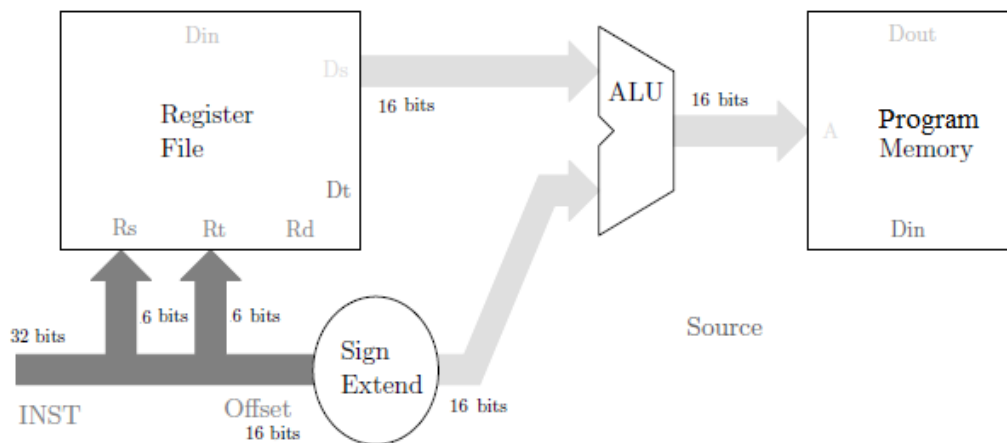 Din
Dout
Ds
ALU
16 bits
16 bits
Register
File
A
Program
Memory
Dt
Rs
Rt
Rd
Din
6 bits
6 bits
32 bits
Source
Sign
Extend
INST
Offset
16 bits
16 bits